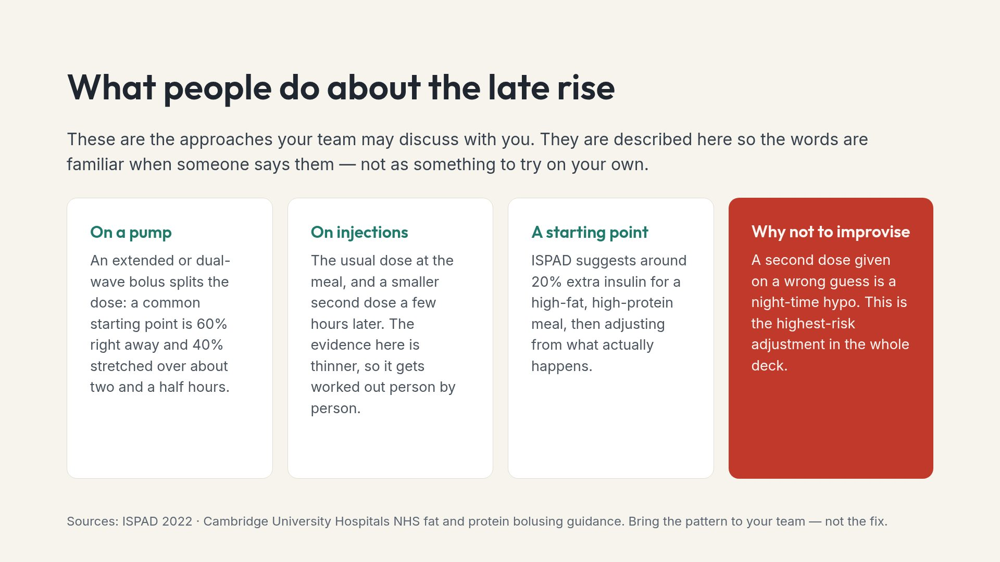 What people do about the late rise
These are the approaches your team may discuss with you. They are described here so the words are
familiar when someone says them — not as something to try on your own.
On a pump
An extended or dual-
wave bolus splits the
dose: a common
starting point is 60%
right away and 40%
stretched over about
two and a half hours.
On injections
The usual dose at the
meal, and a smaller
second dose a few
hours later. The
evidence here is
thinner, so it gets
worked out person by
person.
A starting point
ISPAD suggests around
20% extra insulin for a
high-fat, high-protein
meal, then adjusting
from what actually
happens.
Why not to improvise
A second dose given
on a wrong guess is a
night-time hypo. This is
the highest-risk
adjustment in the whole
deck.
Sources: ISPAD 2022 · Cambridge University Hospitals NHS fat and protein bolusing guidance. Bring the pattern to your team — not the fix.